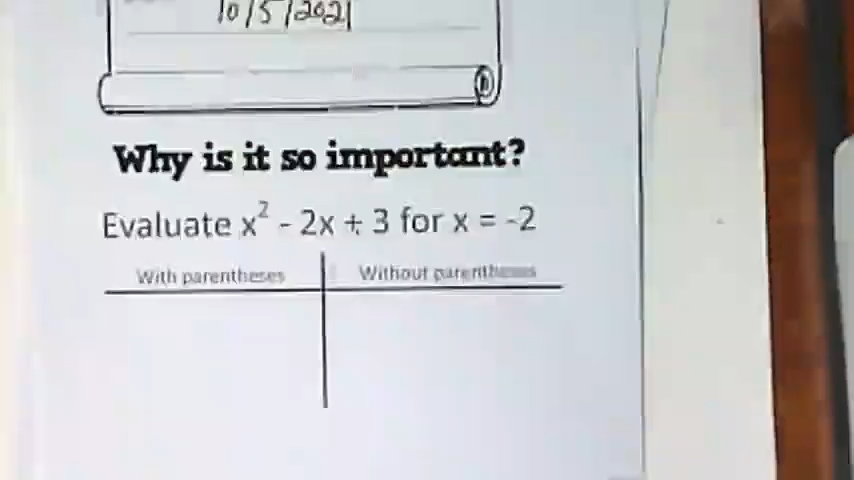 10/5/2021
Why is it so important?
Evaluate x² - 2x + 3 for x = -2
With parentheses
Without parentheses